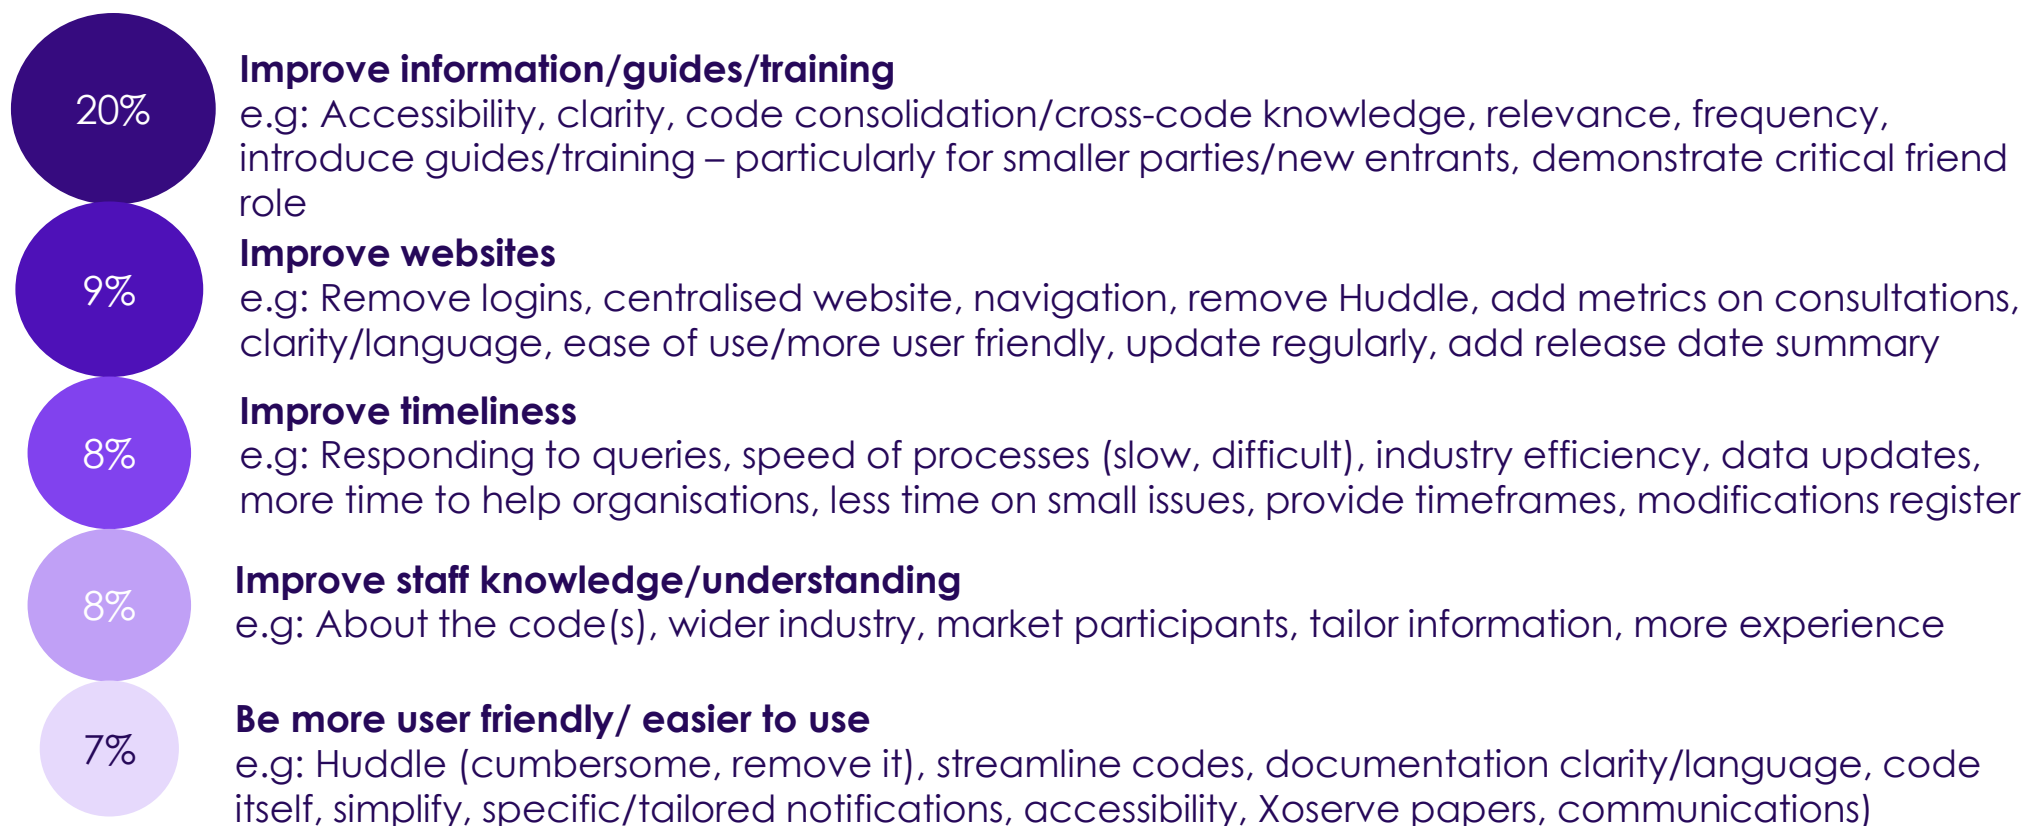 20%
Improve information/guides/training
e.g: Accessibility, clarity, code consolidation/cross-code knowledge, relevance, frequency,
introduce guides/training – particularly for smaller parties/new entrants, demonstrate critical friend
role
9%
Improve websites
e.g: Remove logins, centralised website, navigation, remove Huddle, add metrics on consultations,
clarity/language, ease of use/more user friendly, update regularly, add release date summary
8%
Improve timeliness
e.g: Responding to queries, speed of processes (slow, difficult), industry efficiency, data updates,
more time to help organisations, less time on small issues, provide timeframes, modifications register
8%
Improve staff knowledge/understanding
e.g: About the code(s), wider industry, market participants, tailor information, more experience
7%
Be more user friendly/ easier to use
e.g: Huddle (cumbersome, remove it), streamline codes, documentation clarity/language, code
itself, simplify, specific/tailored notifications, accessibility, Xoserve papers, communications)